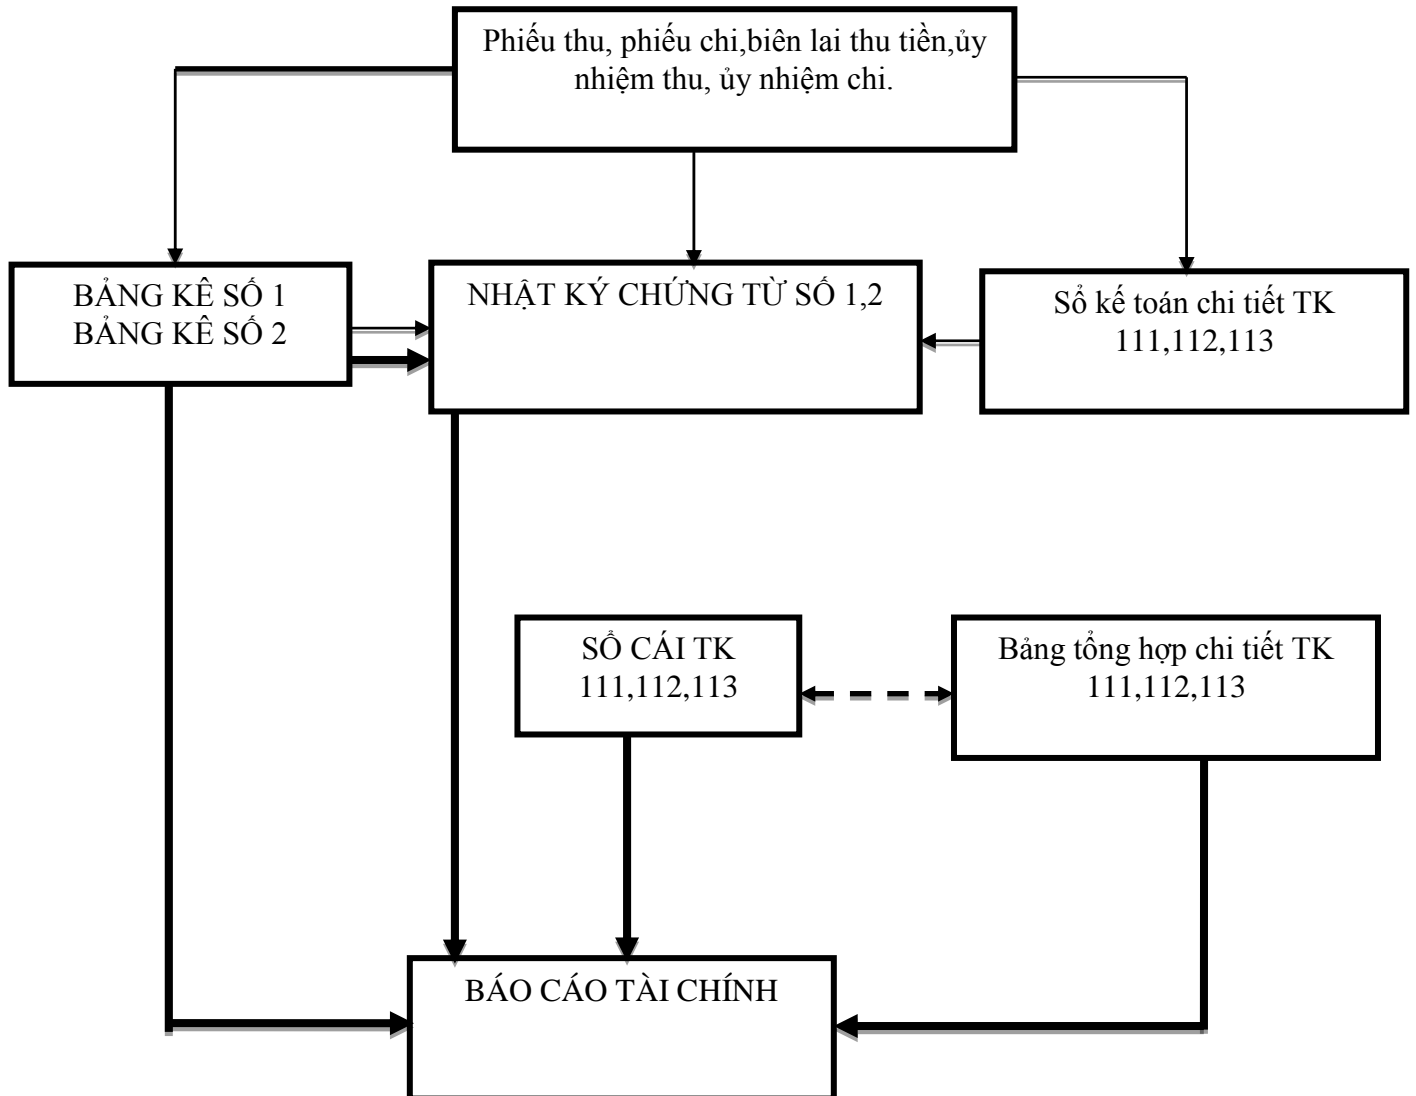 Phiếu thu, phiếu chi,biên lai thu tiền,ủy
nhiệm thu, ủy nhiệm chi.
BẢNG KÊ SỐ 1
BẢNG KÊ SỐ 2
NHẬT KÝ CHỨNG TỪ SỐ 1,2
Sổ kế toán chi tiết TK
111,112,113
SỔ CÁI TK
111,112,113
Bảng tổng hợp chi tiết TK
111,112,113
BÁO CÁO TÀI CHÍNH